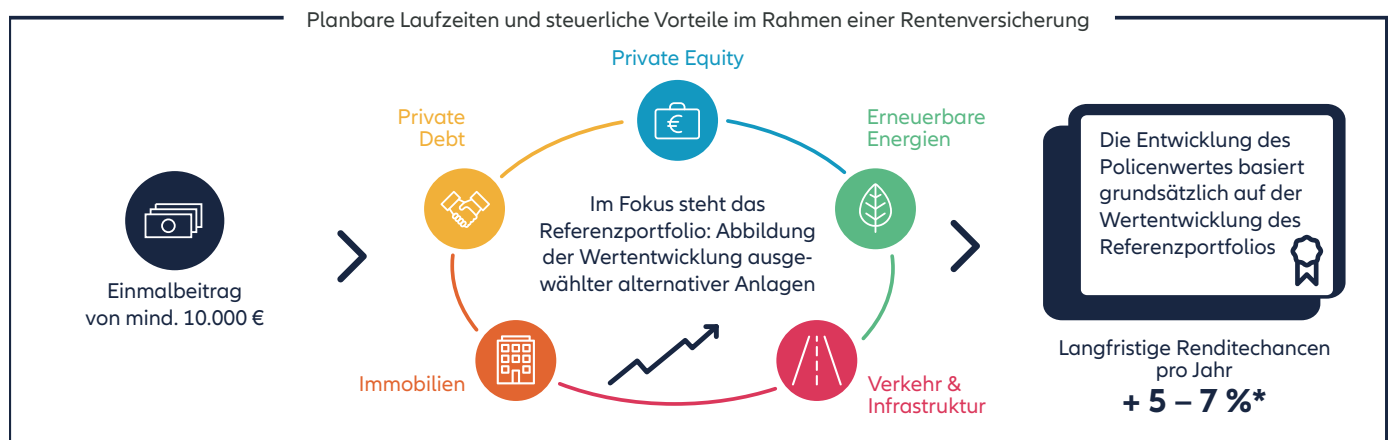 Planbare Laufzeiten und steuerliche Vorteile im Rahmen einer Rentenversicherung
Einmalbeitrag
von mind. 10.000 €
Private Equity
Private
Debt
Erneuerbare
Energien
€
Im Fokus steht das
Referenzportfolio: Abbildung
der Wertentwicklung ausge-
wählter alternativer Anlagen
Immobilien
Verkehr &
Infrastruktur
Die Entwicklung des
Policenwertes basiert
grundsätzlich auf der
Wertentwicklung des
Referenzportfolios
Langfristige Renditechancen
pro Jahr
+ 5 – 7 %*